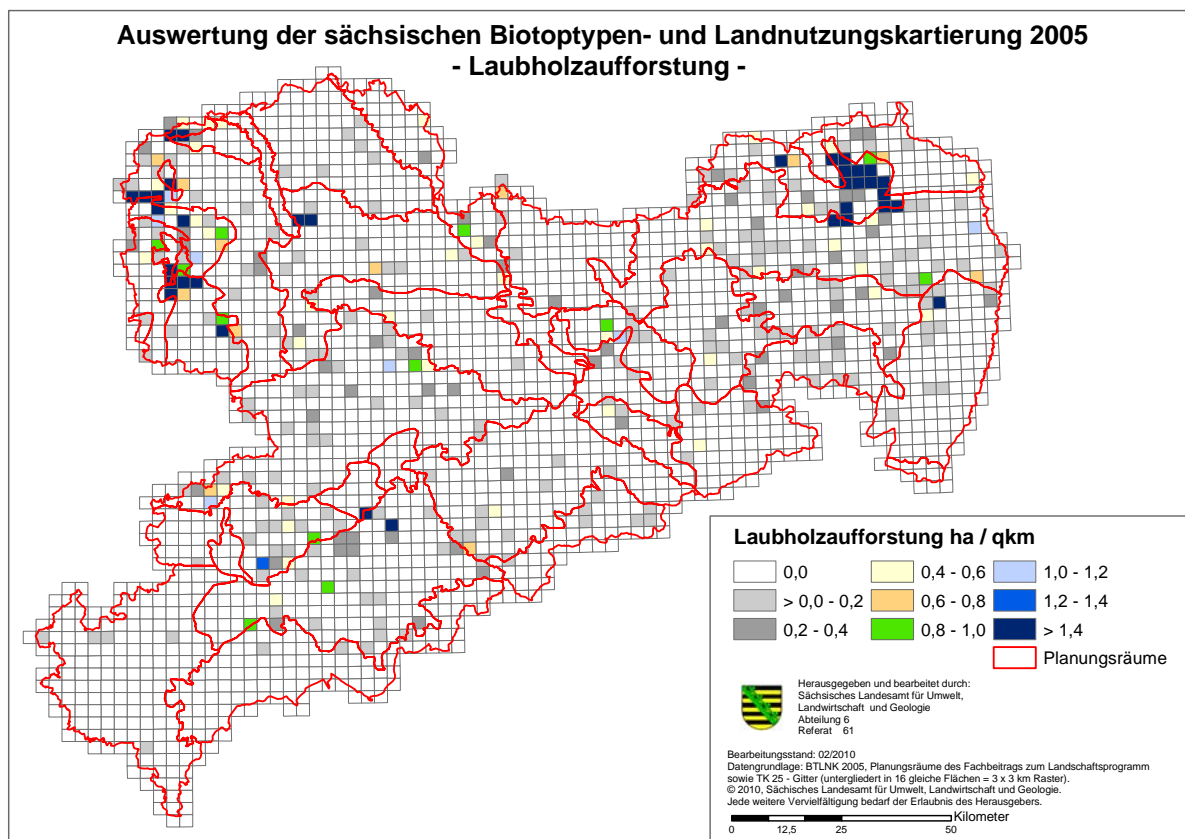 Auswertung der sächsischen Biotoptypen- und Landnutzungskartierung 2005
- Laubholzaufforstung -
Laubholzaufforstung ha / qkm
0,0
> 0,0 - 0,2
0,2 - 0,4
0,4 - 0,6
0,6 - 0,8
0,8 - 1,0
1,0 - 1,2
1,2 - 1,4
> 1,4
Planungsräume
Herausgegeben und bearbeitet durch:
Sächsisches Landesamt für Umwelt,
Landwirtschaft und Geologie
Abteilung 6
Referat 61
Bearbeitungsstand: 02/2010
Datengrundlage: BTLNK 2005, Planungsräume des Fachbeitrags zum Landschaftsprogramm
sowie TK 25 - Gitter (untergliedert in 16 gleiche Flächen = 3 x 3 km Raster).
© 2010, Sächisches Landesamt für Umwelt, Landwirtschaft und Geologie.
Jede weitere Vervielfältigung bedarf der Erlaubnis des Herausgebers.
Kilometer
0 12,5 25 50